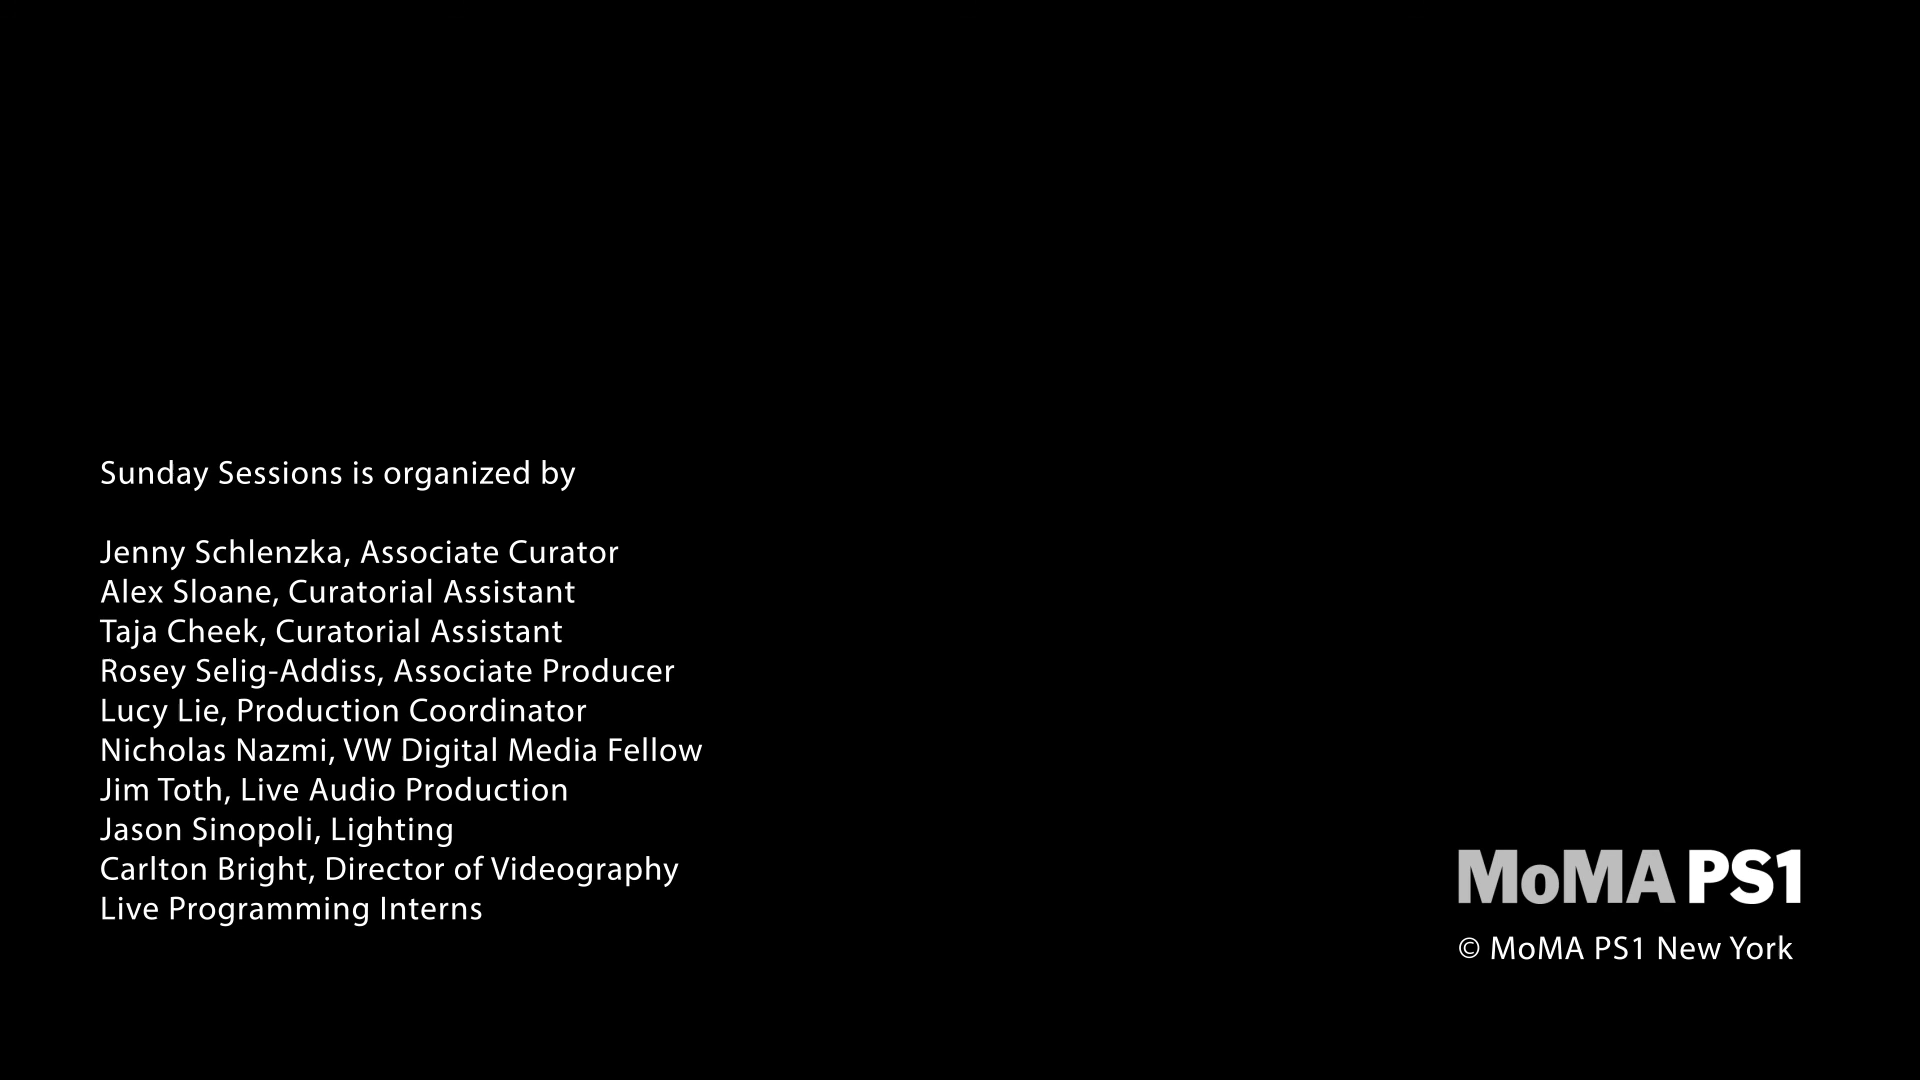 Sunday Sessions is organized by
Jenny Schlenzka, Associate Curator
Alex Sloane, Curatorial Assistant
Taja Cheek, Curatorial Assistant
Rosey Selig-Addiss, Associate Producer
Lucy Lie, Production Coordinator
Nicholas Nazmi, VW Digital Media Fellow
Jim Toth, Live Audio Production
Jason Sinopoli, Lighting
Carlton Bright, Director of Videography
Live Programming Interns
MoMA PS1
© MoMA PS1 New York